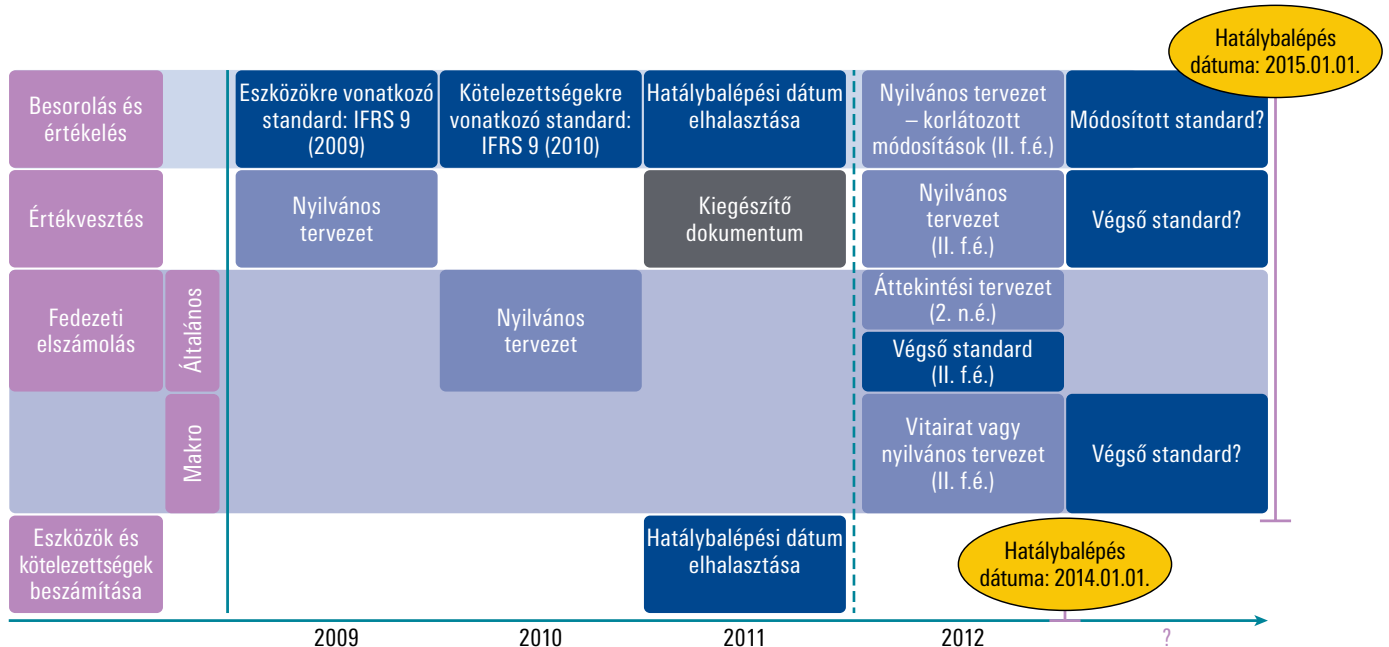 Hatálybalépés
dátuma: 2015.01.01.
Besorolás és
értékelés
Eszközökre vonatkozó
standard: IFRS 9
(2009)
Kötelezettségekre
vonatkozó standard:
IFRS 9 (2010)
Hatálybalépési dátum
elhalasztása
Nyilvános tervezet
– korlátozott
módosítások (II. f.é.)
Módosított standard?
Értékvesztés
Nyilvános
tervezet
Kiegészítő
dokumentum
Nyilvános
tervezet
(II. f.é.)
Végső standard?
Fedezeti
elszámolás
Általános
Nyilvános
tervezet
Áttekintési tervezet
(2. n.é.)
Végső standard
(II. f.é.)
Makro
Vitairat vagy
nyilvános tervezet
(II. f.é.)
Végső standard?
Eszközök és
kötelezettségek
beszámítása
Hatálybalépési dátum
elhalasztása
Hatálybalépés
dátuma: 2014.01.01.
2009
2010
2011
2012
?